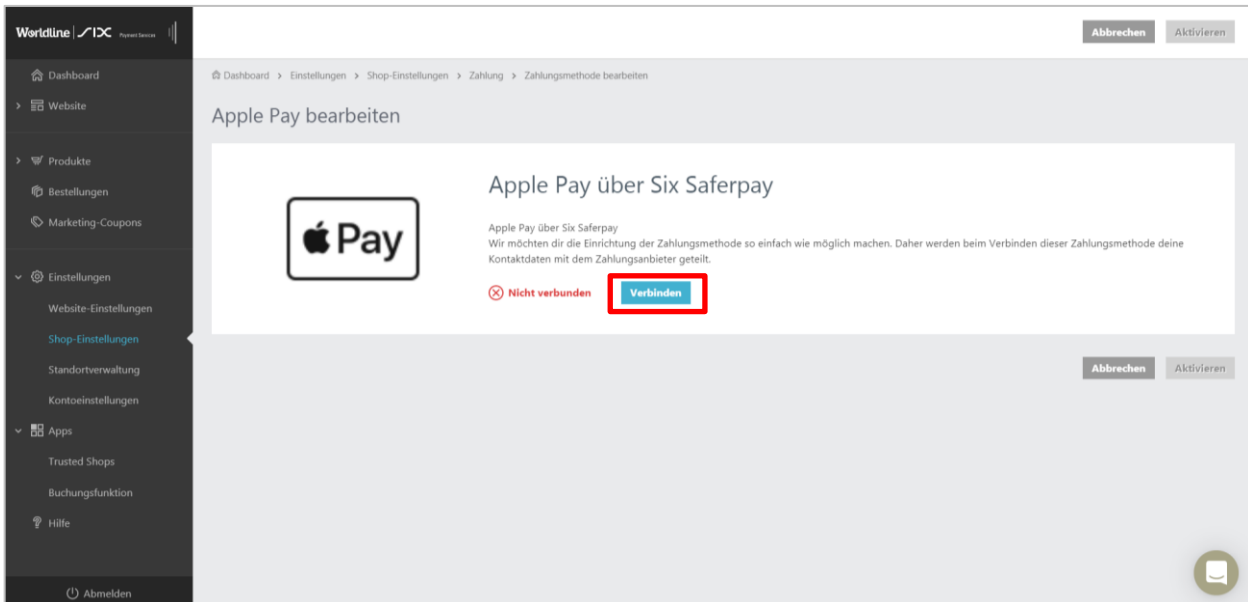 Worldline SIX Payment Services
Abbrechen Aktivieren
Dashboard
Website
Produkte
Bestellungen
Marketing-Coupons
Einstellungen
Website-Einstellungen
Shop-Einstellungen
Standortverwaltung
Kontoeinstellungen
Apps
Trusted Shops
Buchungsfunktion
Hilfe
Abmelden
Dashboard > Einstellungen > Shop-Einstellungen > Zahlung > Zahlungsmethode bearbeiten
Apple Pay bearbeiten
Pay
Apple Pay über Six Saferpay
Apple Pay über Six Saferpay
Wir möchten dir die Einrichtung der Zahlungsmethode so einfach wie möglich machen. Daher werden beim Verbinden dieser Zahlungsmethode deine
Kontaktdaten mit dem Zahlungsanbieter geteilt.
Nicht verbunden Verbinden
Abbrechen Aktivieren